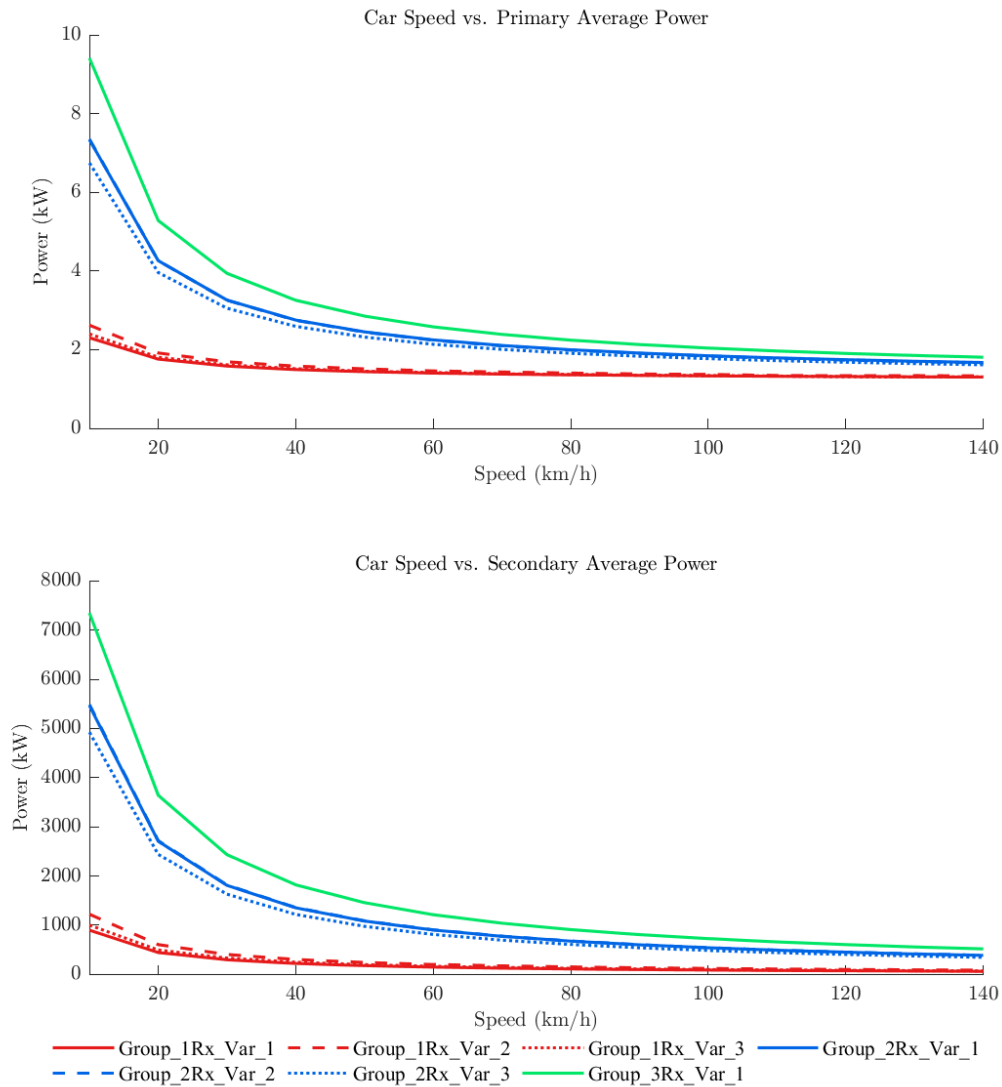 Car Speed vs. Primary Average Power
10
8
6
4
2
0
Power (kW)
20 40 60 80 100 120 140
Speed (km/h)
Car Speed vs. Secondary Average Power
8000
7000
6000
5000
4000
3000
2000
1000
0
Power (kW)
20 40 60 80 100 120 140
Speed (km/h)
Group_1Rx_Var_1 Group_1Rx_Var_2 Group_1Rx_Var_3 Group_2Rx_Var_1
Group_2Rx_Var_2 Group_2Rx_Var_3 Group_3Rx_Var_1